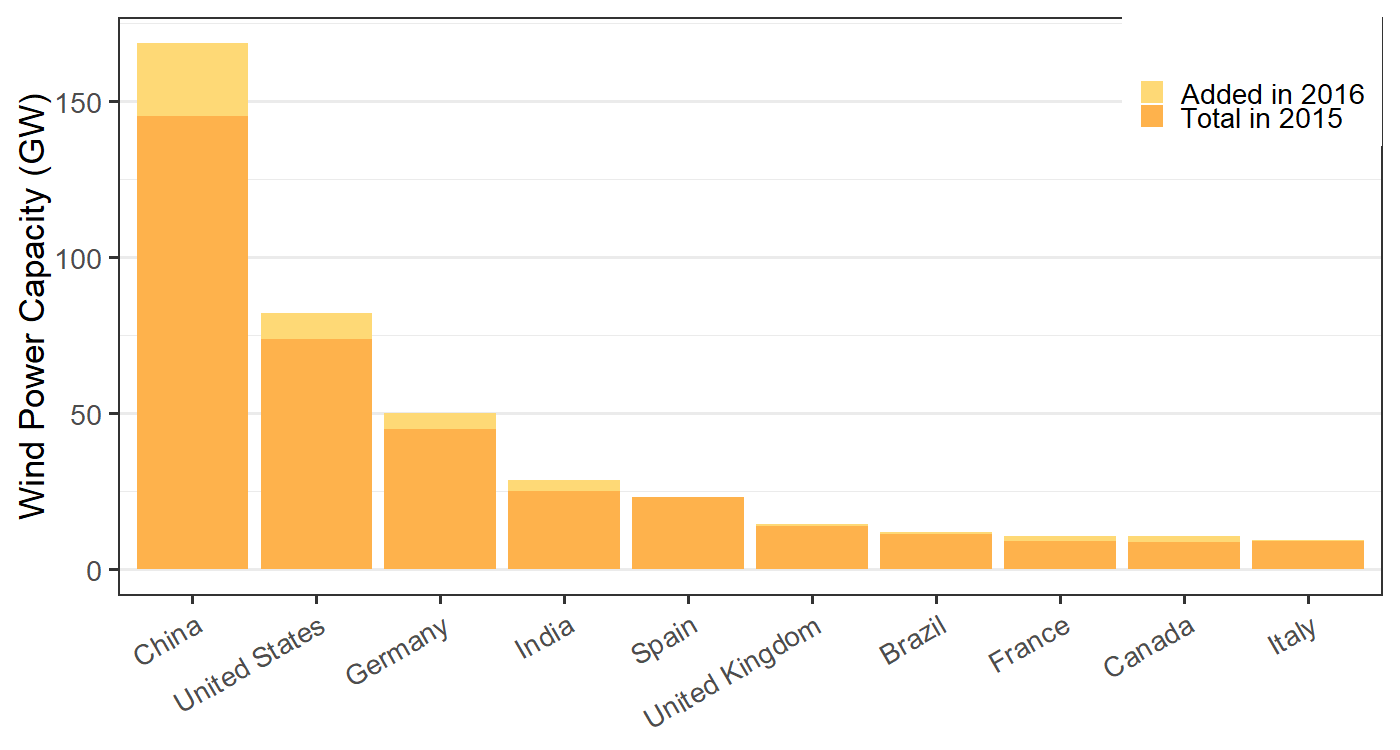 Wind Power Capacity (GW)
150
100
50
0
Added in 2016
Total in 2015
China
United States
Germany
India
Spain
United Kingdom
Brazil
France
Canada
Italy